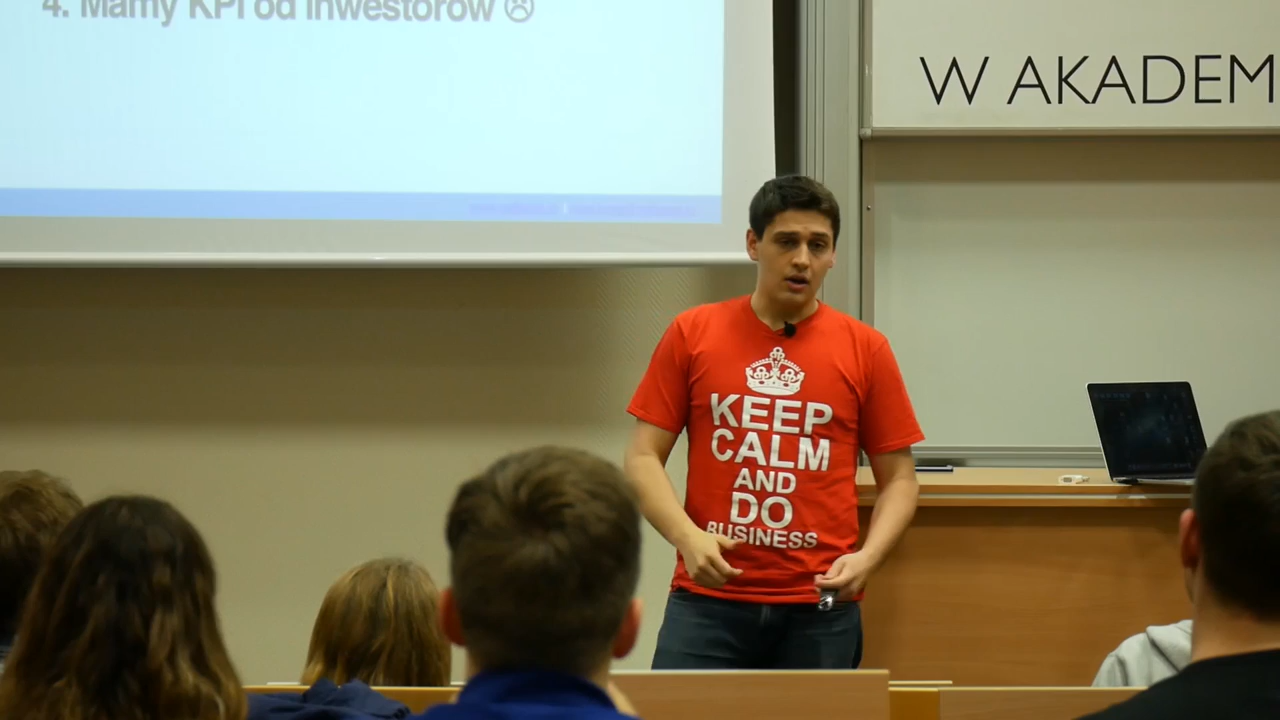 4. Mamy KPI od inwestorów ☹
W AKADEM
KEEP
CALM
AND
DO
BUSINESS